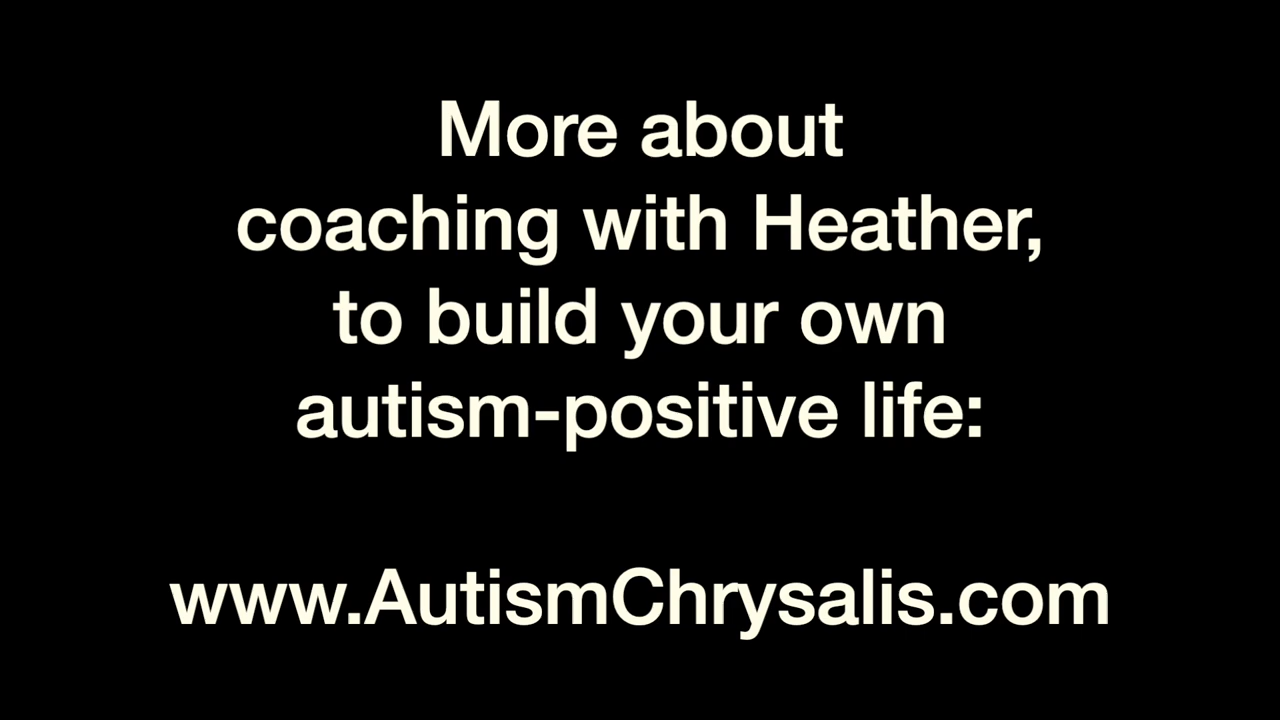 More about
coaching with Heather,
to build your own
autism-positive life:
www.AutismChrysalis.com